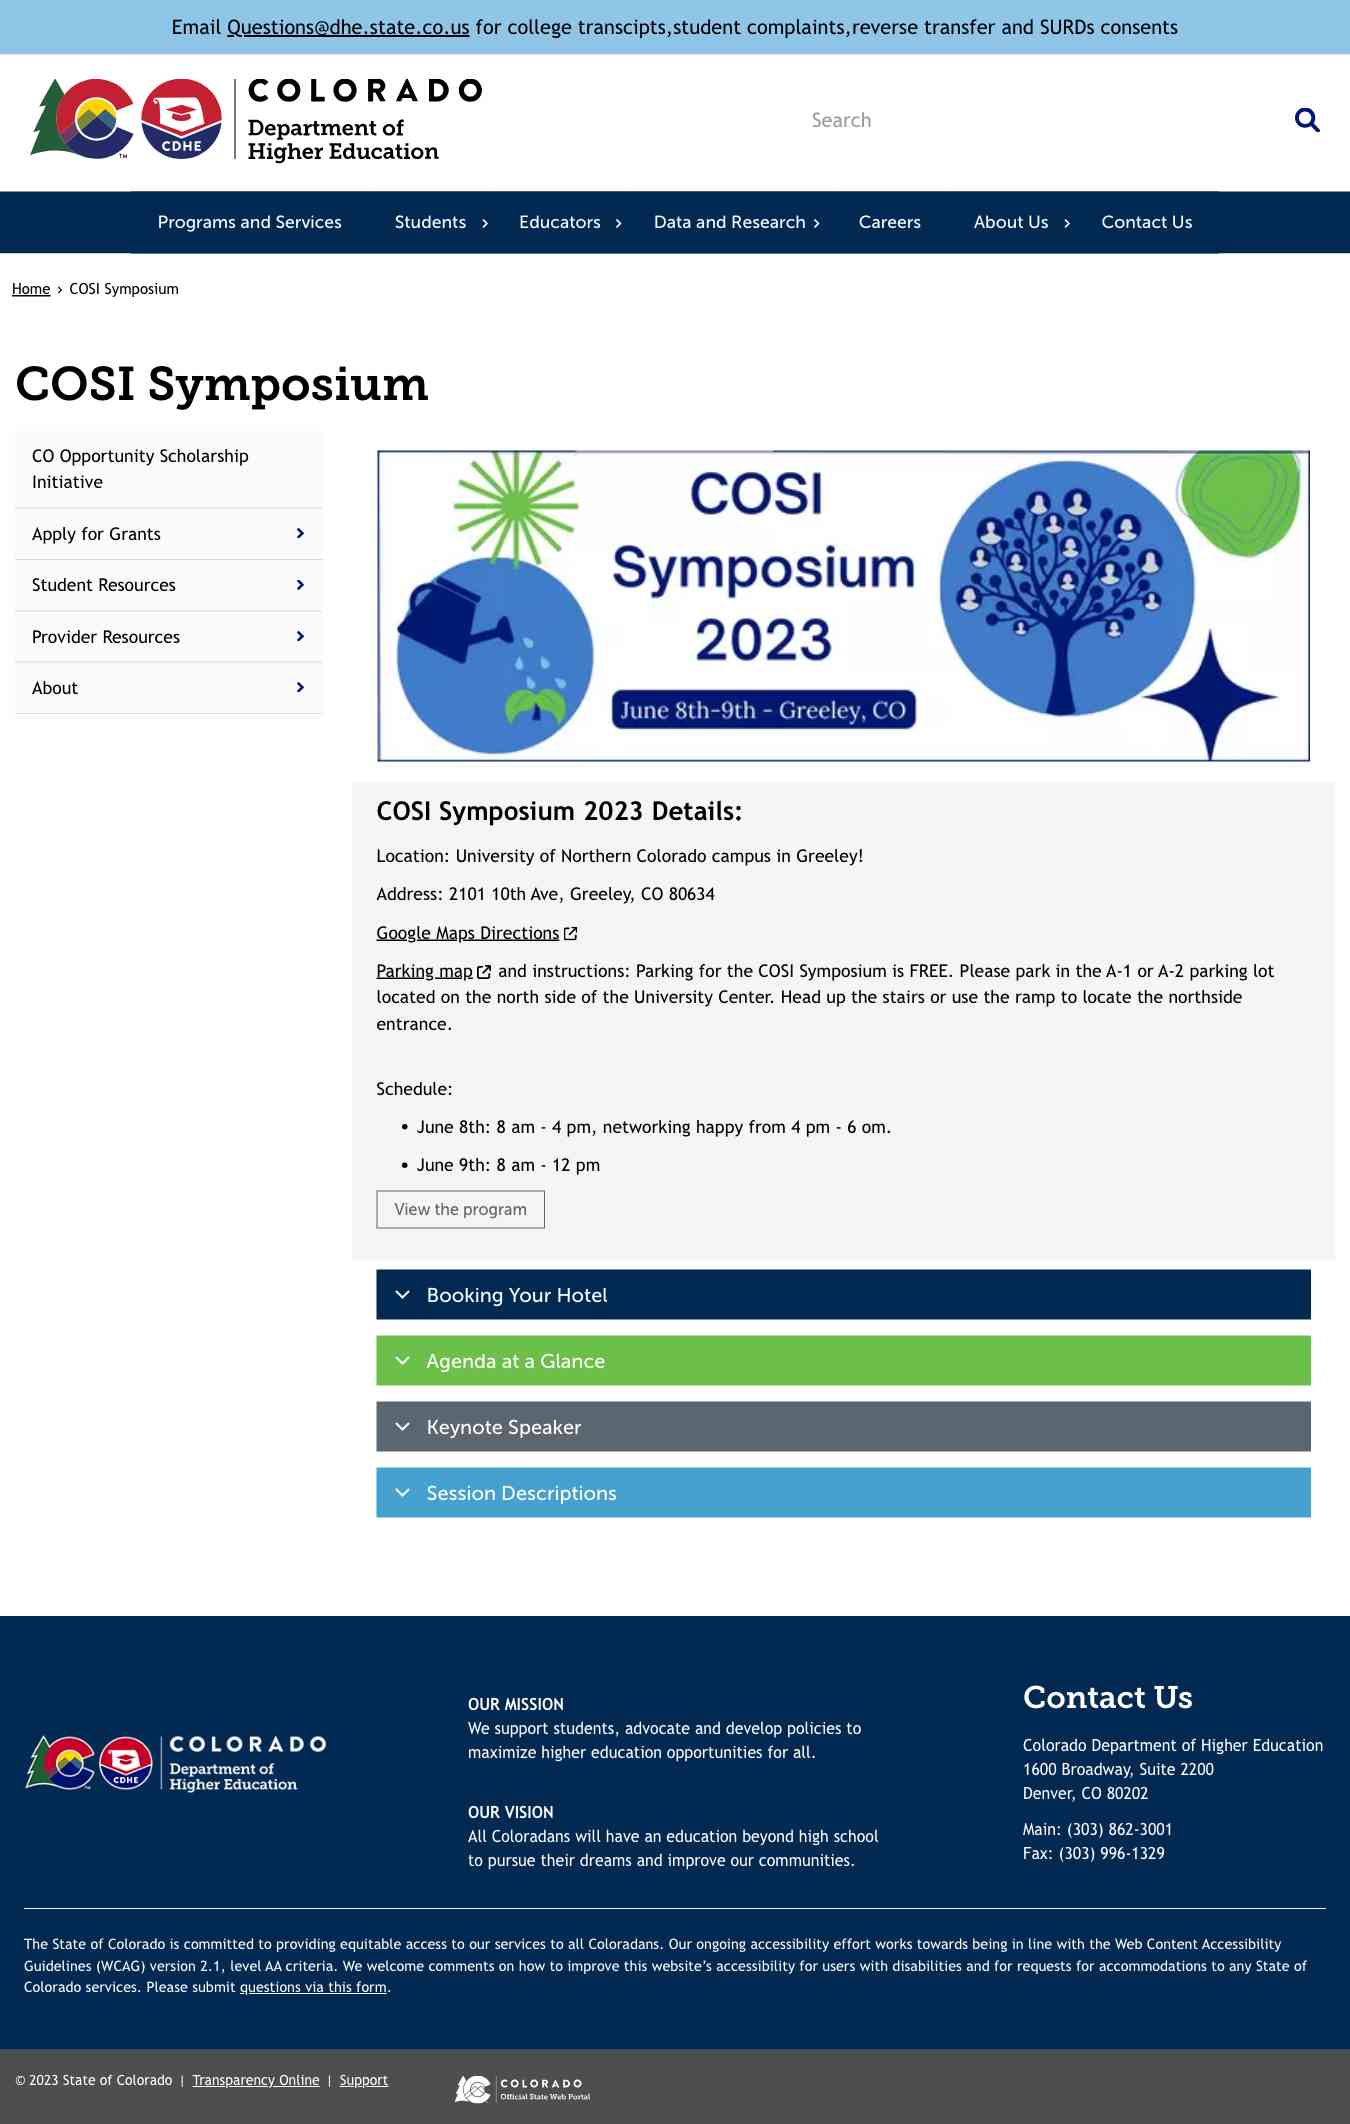 Email Questions@dhe.state.co.us for college transcipts,student complaints,reverse transfer and SURDs consents
COLORADO
Department of
Higher Education
CDHE
TM
Search
Programs and Services
Students
Educators
Data and Research
Careers
About Us
Contact Us
Home › COSI Symposium
COSI Symposium
CO Opportunity Scholarship
Initiative
Apply for Grants
Student Resources
Provider Resources
About
COSI
Symposium
2023
June 8th-9th - Greeley, CO
COSI Symposium 2023 Details:
Location: University of Northern Colorado campus in Greeley!
Address: 2101 10th Ave, Greeley, CO 80634
Google Maps Directions
Parking map and instructions: Parking for the COSI Symposium is FREE. Please park in the A-1 or A-2 parking lot
located on the north side of the University Center. Head up the stairs or use the ramp to locate the northside
entrance.
Schedule:
• June 8th: 8 am - 4 pm, networking happy from 4 pm - 6 om.
• June 9th: 8 am - 12 pm
View the program
Booking Your Hotel
Agenda at a Glance
Keynote Speaker
Session Descriptions
COLORADO
Department of
Higher Education
CDHE
OUR MISSION
We support students, advocate and develop policies to
maximize higher education opportunities for all.
OUR VISION
All Coloradans will have an education beyond high school
to pursue their dreams and improve our communities.
Contact Us
Colorado Department of Higher Education
1600 Broadway, Suite 2200
Denver, CO 80202
Main: (303) 862-3001
Fax: (303) 996-1329
The State of Colorado is committed to providing equitable access to our services to all Coloradans. Our ongoing accessibility effort works towards being in line with the Web Content Accessibility
Guidelines (WCAG) version 2.1, level AA criteria. We welcome comments on how to improve this website’s accessibility for users with disabilities and for requests for accommodations to any State of
Colorado services. Please submit questions via this form.
© 2023 State of Colorado | Transparency Online | Support
COLORADO
Official State Web Portal